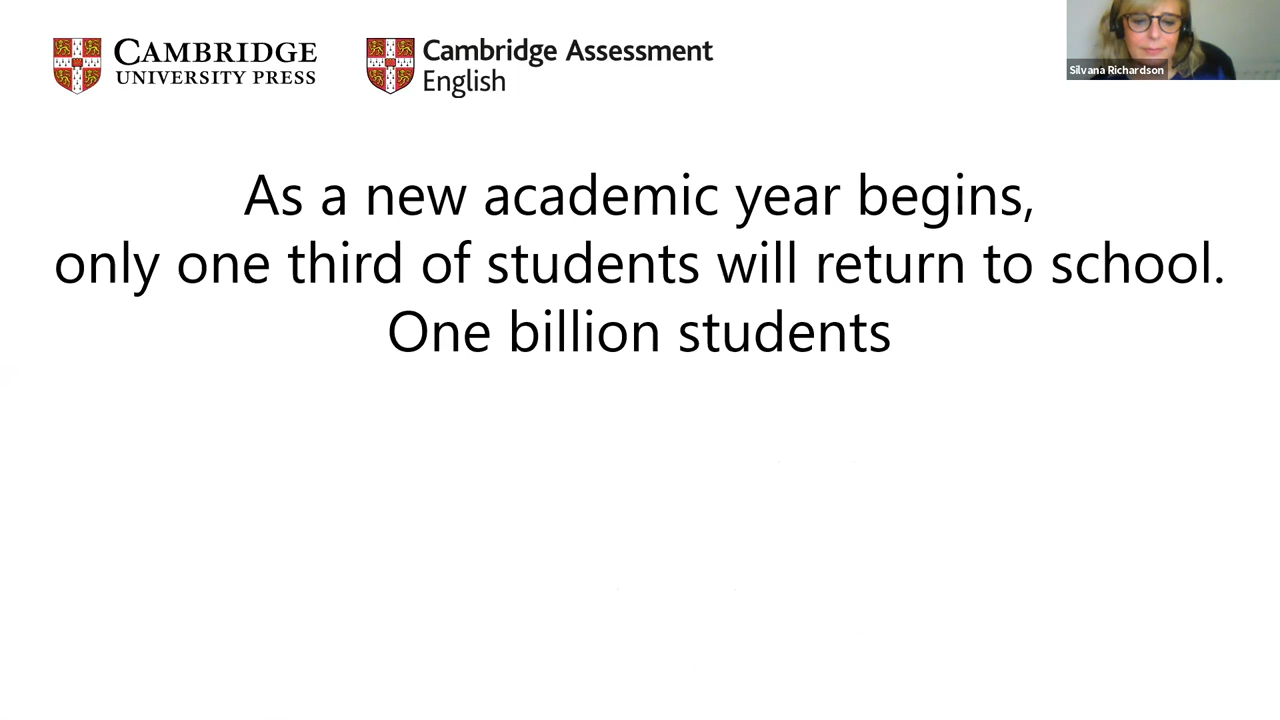 CAMBRIDGE
UNIVERSITY PRESS
Cambridge Assessment
English
Silvana Richardson
As a new academic year begins,
only one third of students will return to school.
One billion students